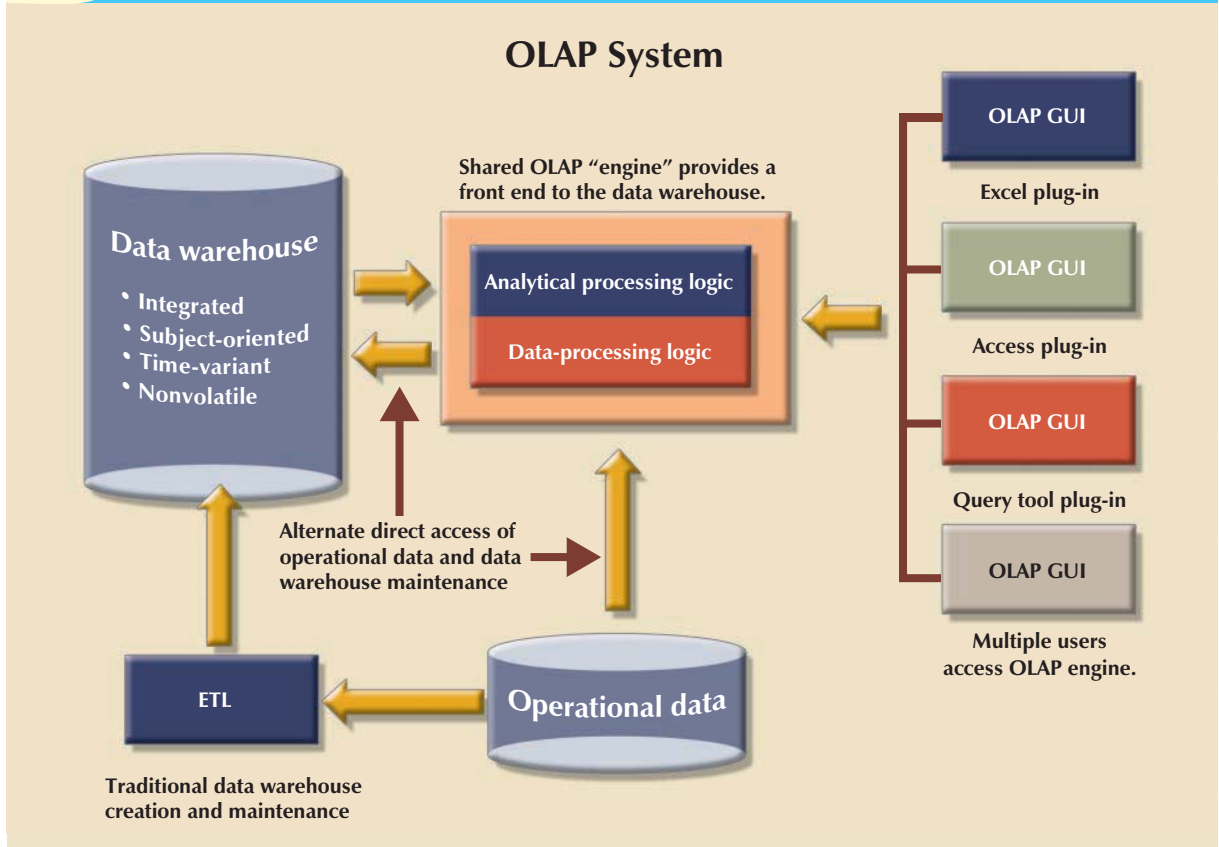 OLAP System
Data warehouse
• Integrated
• Subject-oriented
• Time-variant
• Nonvolatile
Shared OLAP “engine” provides a
front end to the data warehouse.
Analytical processing logic
Data-processing logic
OLAP GUI
Excel plug-in
OLAP GUI
Access plug-in
OLAP GUI
Query tool plug-in
OLAP GUI
Multiple users
access OLAP engine.
Alternate direct access of
operational data and data
warehouse maintenance
ETL
Operational data
Traditional data warehouse
creation and maintenance